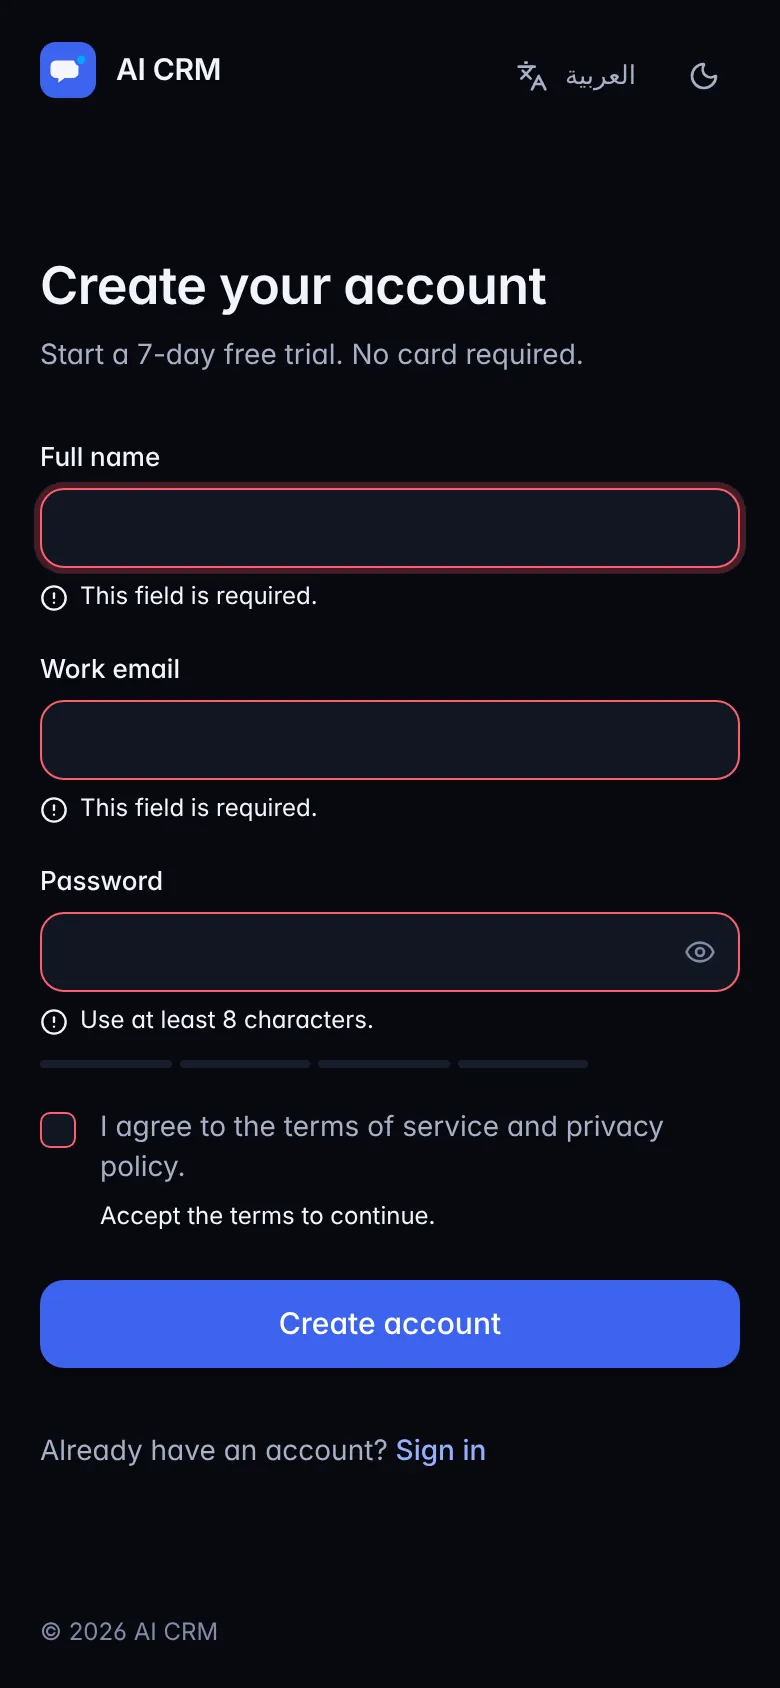 AI CRM
العربية
Create your account
Start a 7-day free trial. No card required.
Full name
This field is required.
Work email
This field is required.
Password
Use at least 8 characters.
I agree to the terms of service and privacy
policy.
Accept the terms to continue.
Create account
Already have an account? Sign in
© 2026 AI CRM